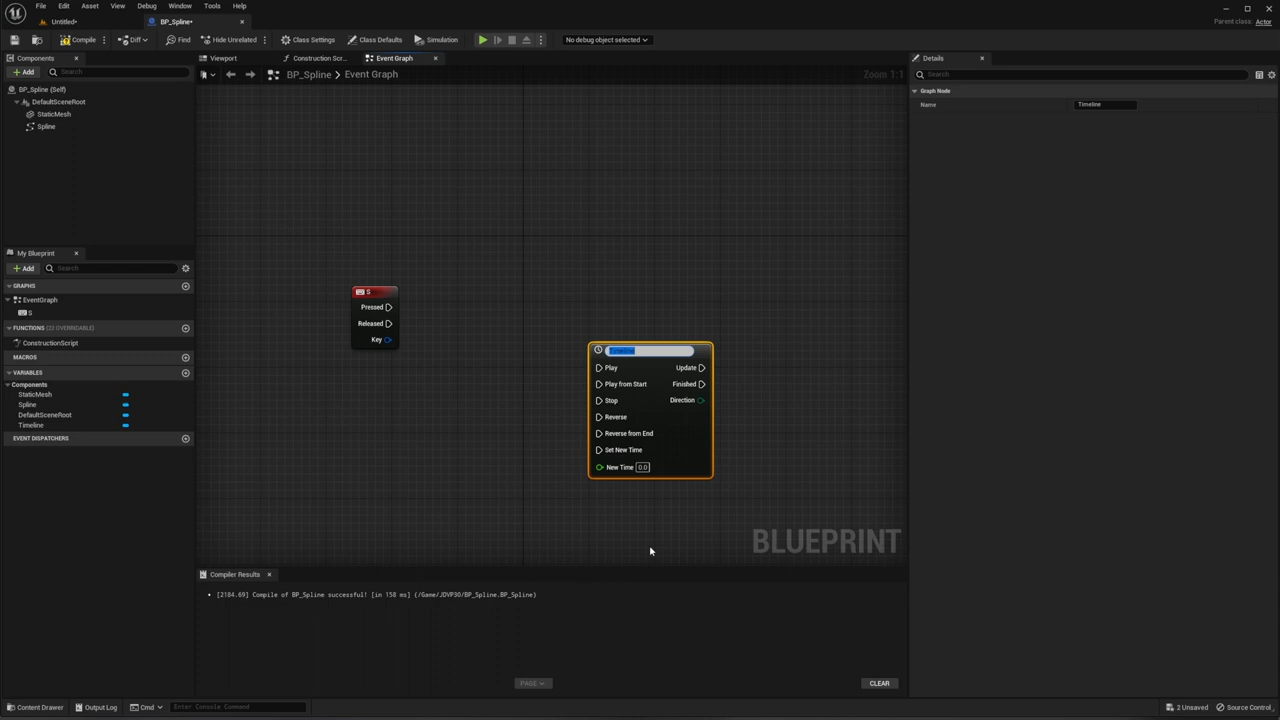 File Edit Asset View Debug Window Tools Help
Untitled•
BP_Spline•
Parent class: Actor
Compile Diff Find Hide Unrelated Class Settings Class Defaults Simulation No debug object selected
Components
Add Search
BP_Spline (Self)
DefaultSceneRoot
StaticMesh
Spline
Viewport Construction Scr... Event Graph
BP_Spline > Event Graph Zoom 1:1
Details
Search
Graph Node
Name Timeline
My Blueprint
Add Search
GRAPHS
EventGraph
S
FUNCTIONS (22 OVERRIDABLE)
ConstructionScript
MACROS
VARIABLES
Components
StaticMesh
Spline
DefaultSceneRoot
Timeline
EVENT DISPATCHERS
S
Pressed
Released
Key
Timeline
Play Update
Play from Start Finished
Stop Direction
Reverse
Reverse from End
Set New Time
New Time 0.0
BLUEPRINT
Compiler Results
• [2184.69] Compile of BP_Spline successful! [in 158 ms] (/Game/JDVP30/BP_Spline.BP_Spline)
PAGE CLEAR
Content Drawer Output Log Cmd Enter Console Command 2 Unsaved Source Control